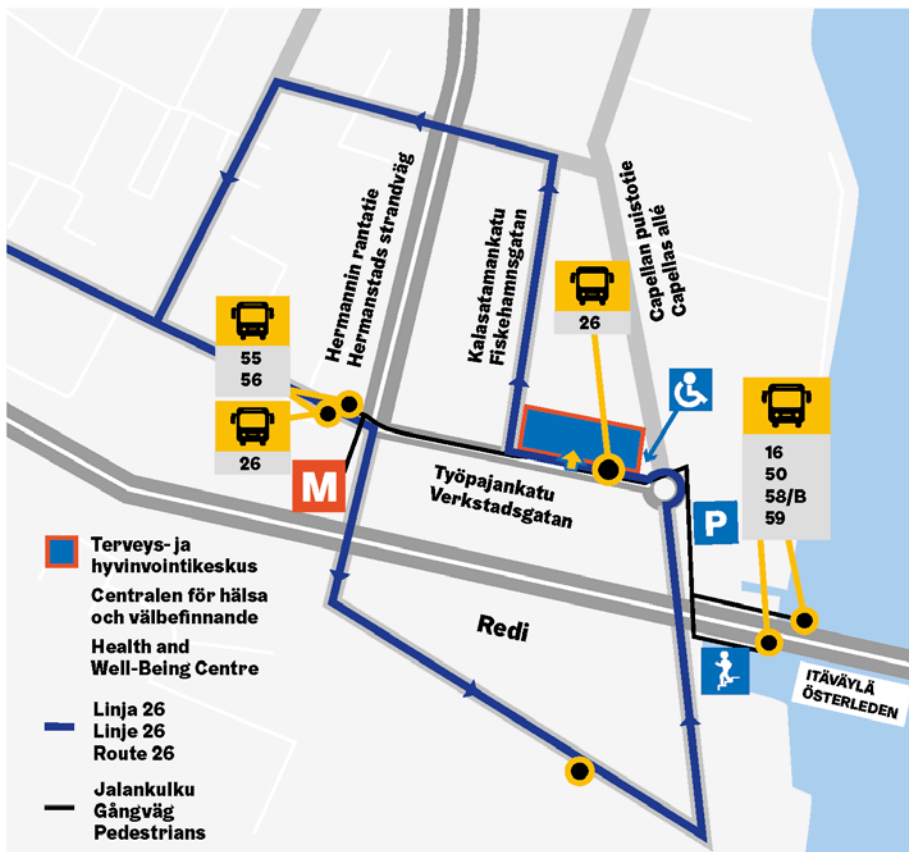 Hermannin rantatie
Hermanstads strandväg
Kalasatamankatu
Fiskehamnsgatan
26
Capellan puistotie
Capellas allé
55
56
26
M
Työpajankatu
Verkstadsgatan
P
16
50
58/B
59
Redi
ITÄVÄYLÄ
ÖSTERLEDEN
Terveys- ja
hyvinvointikeskus
Centralen för hälsa
och välbefinnande
Health and
Well-Being Centre
Linja 26
Linje 26
Route 26
Jalankulku
Gångväg
Pedestrians